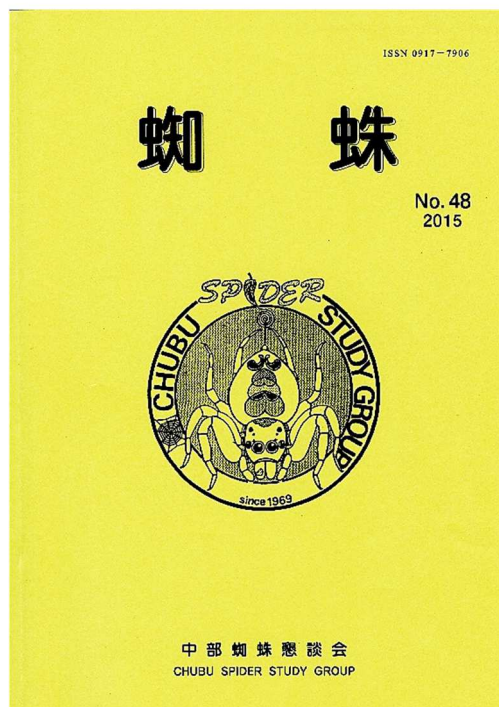 ISSN 0917-7906
蜘 蛛
No. 48
2015
SPIDER
CHUBU STUDY GROUP
since 1969
中部蜘蛛懇談会
CHUBU SPIDER STUDY GROUP